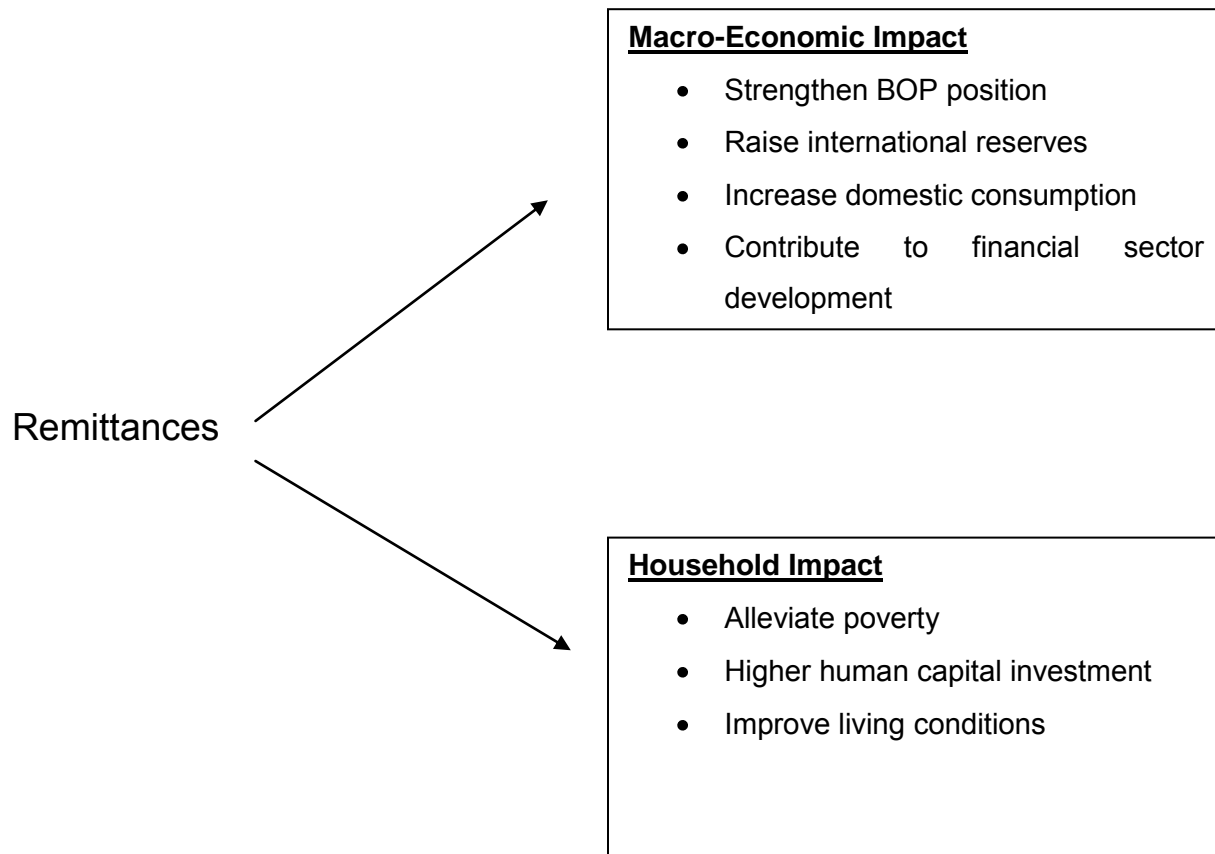 Macro-Economic Impact
• Strengthen BOP position
• Raise international reserves
• Increase domestic consumption
• Contribute to financial sector
development
Remittances
Household Impact
• Alleviate poverty
• Higher human capital investment
• Improve living conditions